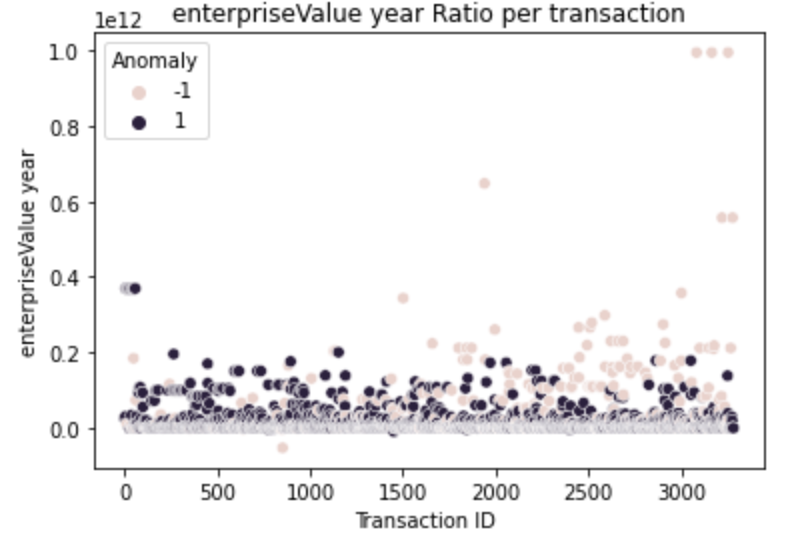 enterpriseValue year Ratio per transaction
1e12
Anomaly
-1
1
1.0
0.8
0.6
0.4
0.2
0.0
enterpriseValue year
0 500 1000 1500 2000 2500 3000
Transaction ID